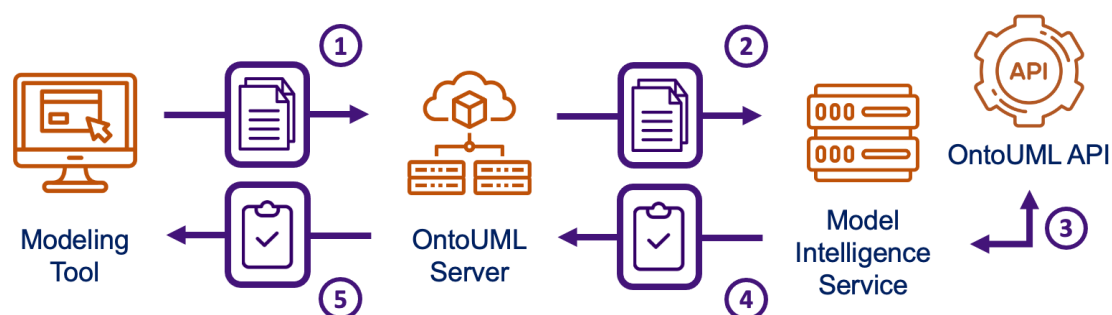 1
2
API
OntoUML API
Modeling
Tool
OntoUML
Server
Model
Intelligence
Service
3
5
4